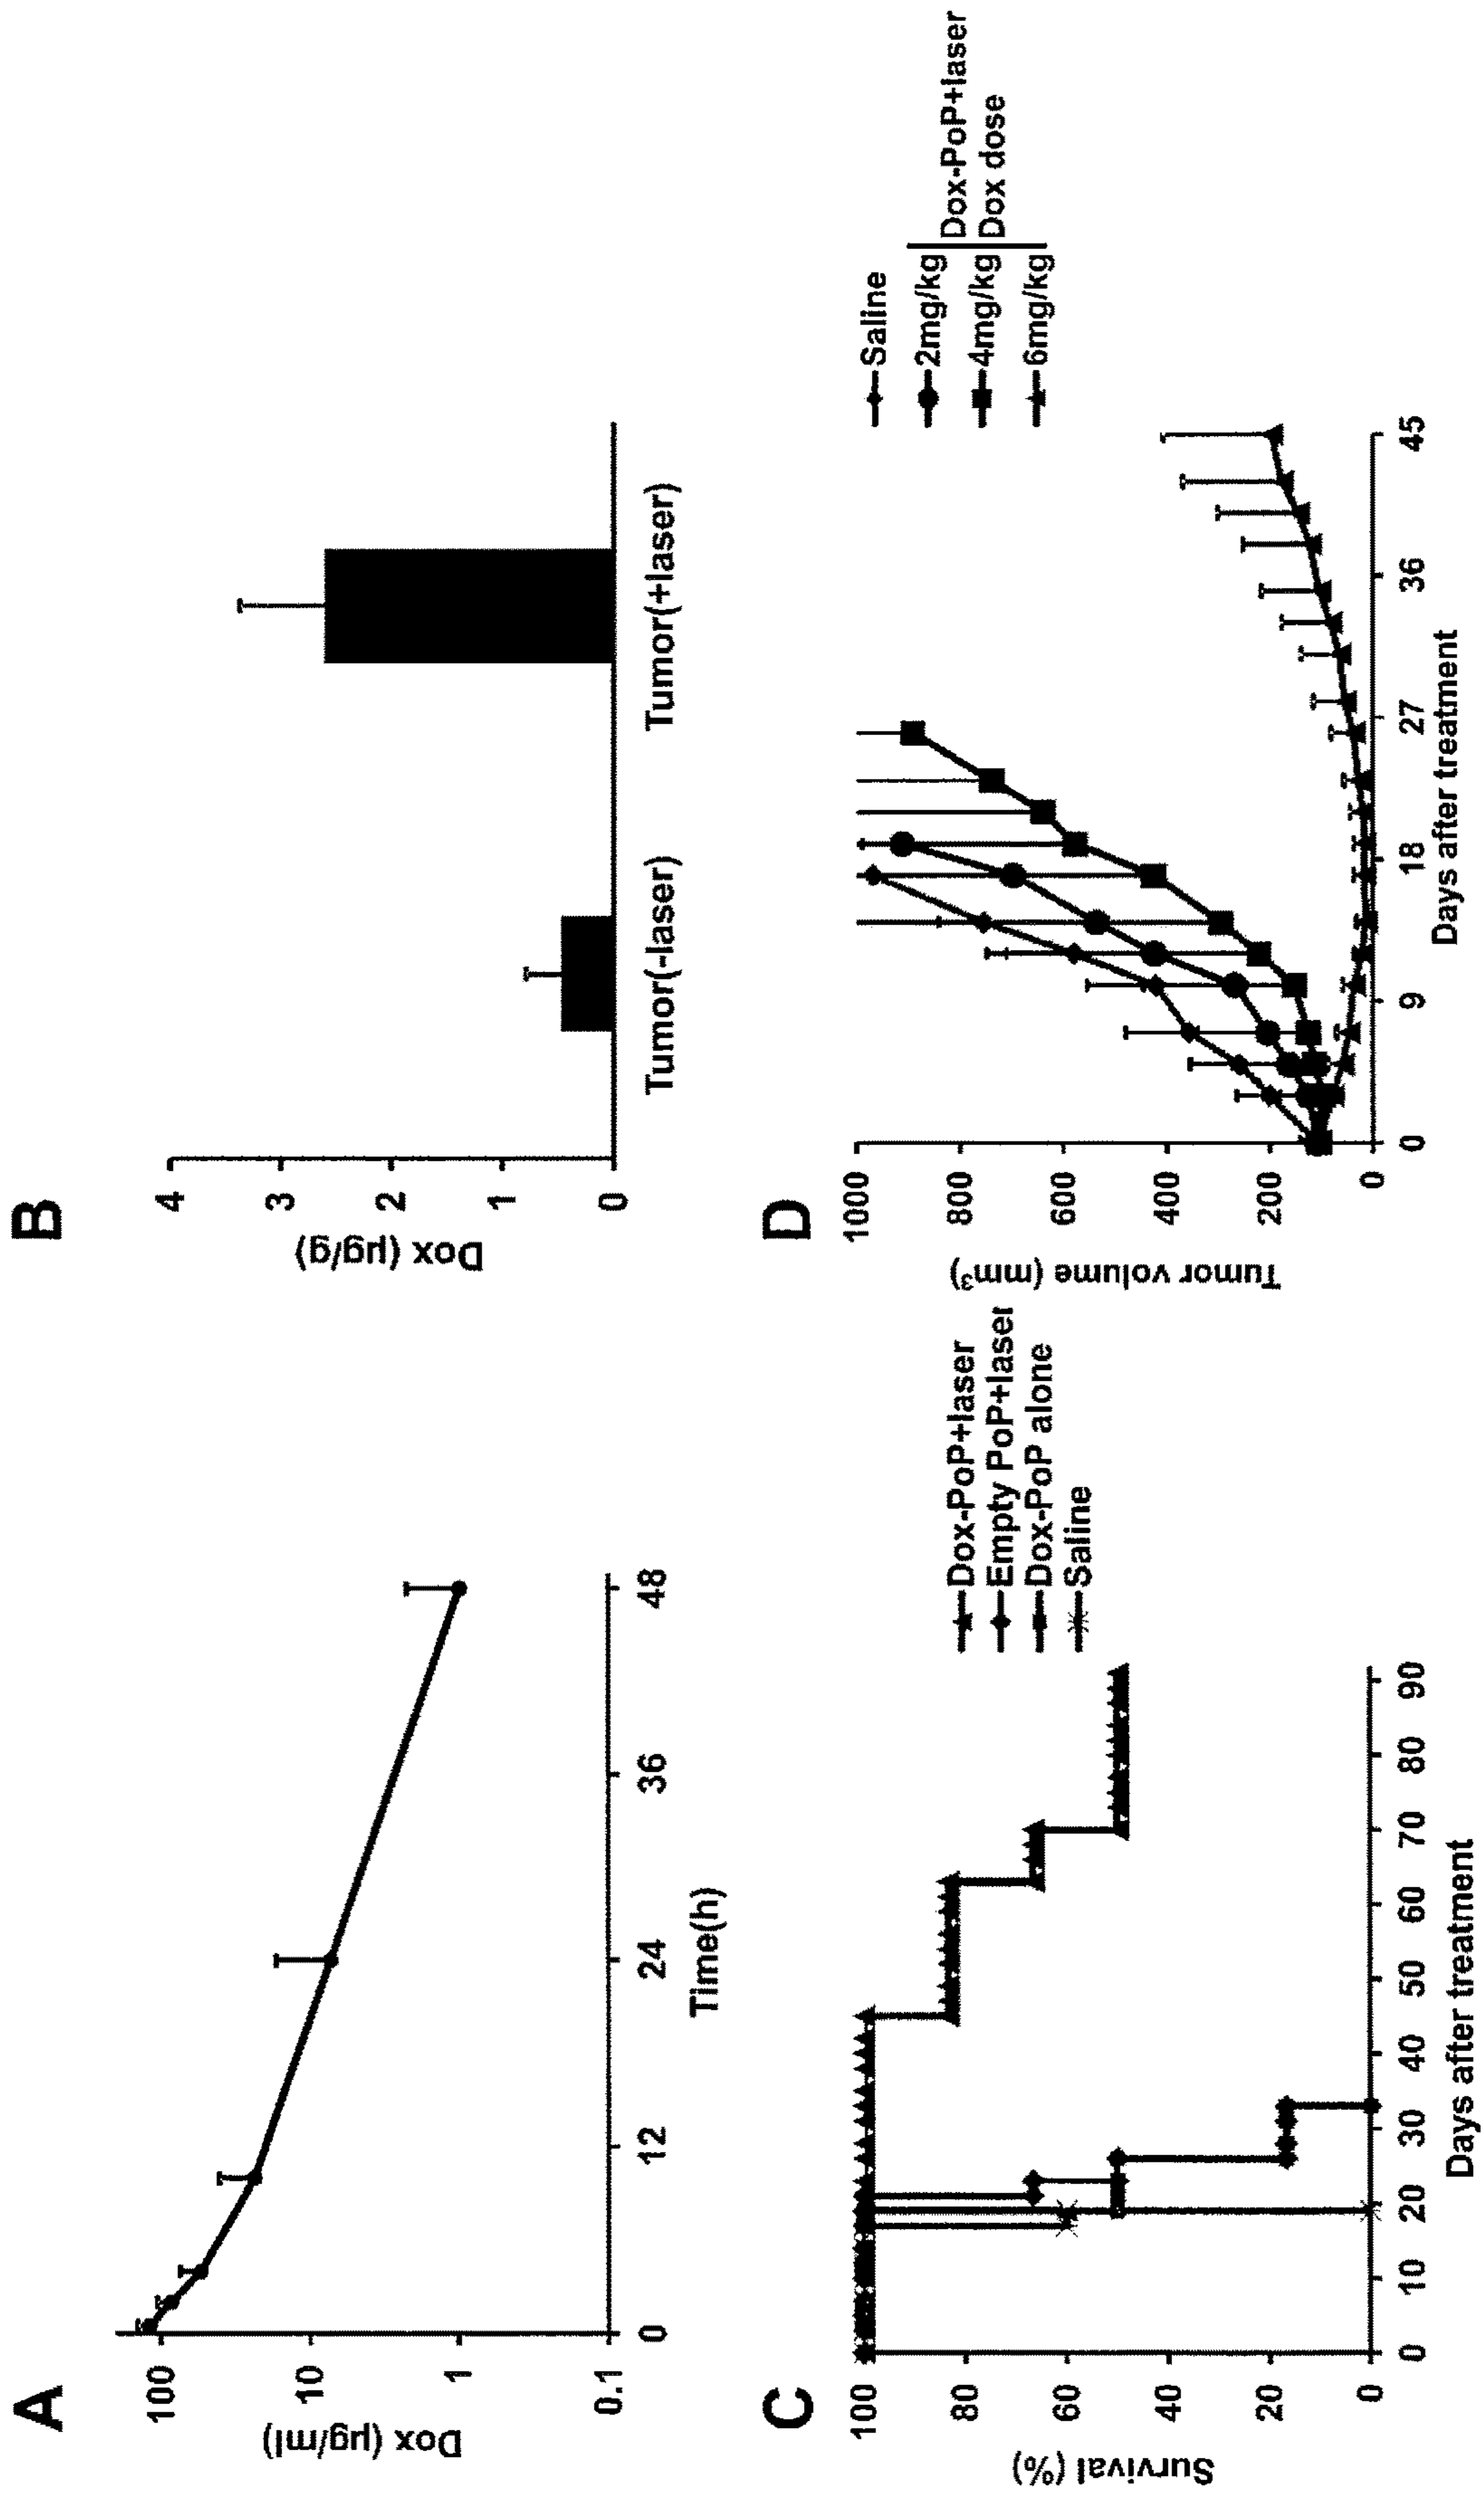 A
Dox (µg/ml)
100
10
1
0.1
0
12
24
36
48
Time(h)
B
Dox (µg/g)
4
3
2
1
0
Tumor(-laser)
Tumor(+laser)
C
Survival (%)
100
80
60
40
20
0
0
10
20
30
40
50
60
70
80
90
Days after treatment
Dox-PoP+laser
Empty PoP+laser
Dox-PoP alone
Saline
D
Tumor volume (mm³)
1000
800
600
400
200
0
0
9
18
27
36
45
Days after treatment
Saline
2mg/kg
4mg/kg
6mg/kg
Dox-PoP+laser
Dox dose